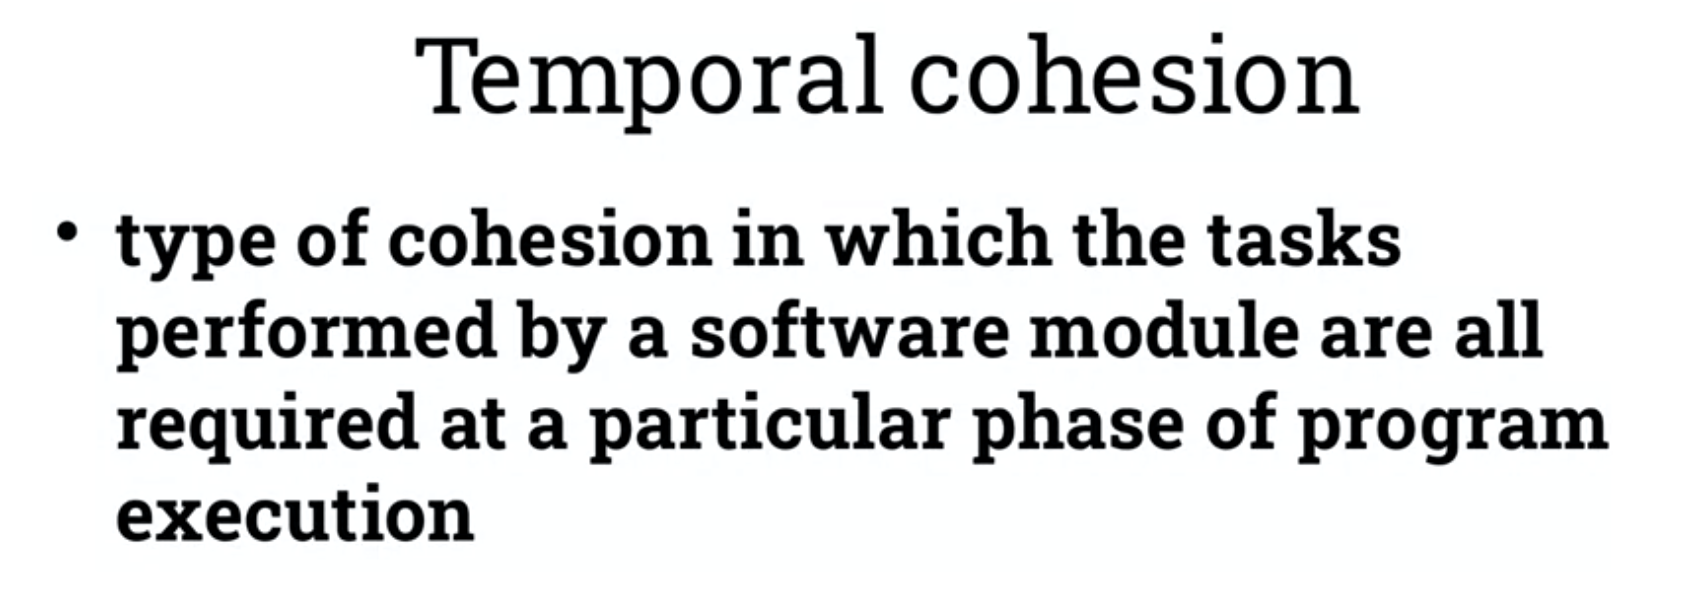 Temporal cohesion
• type of cohesion in which the tasks
performed by a software module are all
required at a particular phase of program
execution